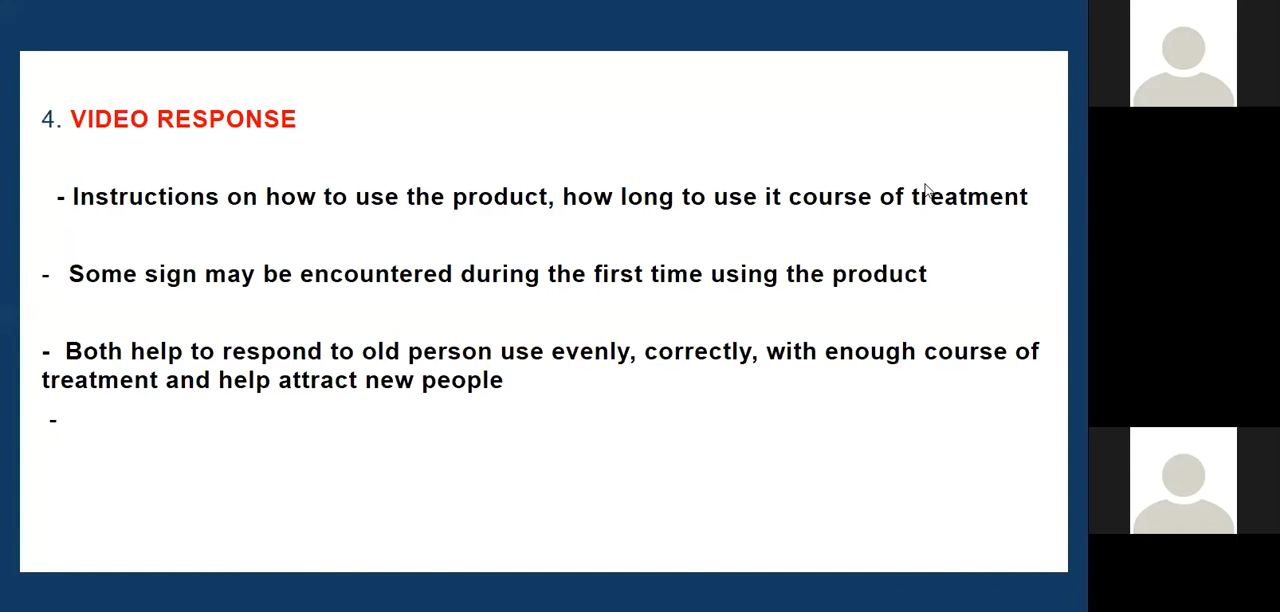 4. VIDEO RESPONSE
- Instructions on how to use the product, how long to use it course of treatment
- Some sign may be encountered during the first time using the product
- Both help to respond to old person use evenly, correctly, with enough course of
treatment and help attract new people
-